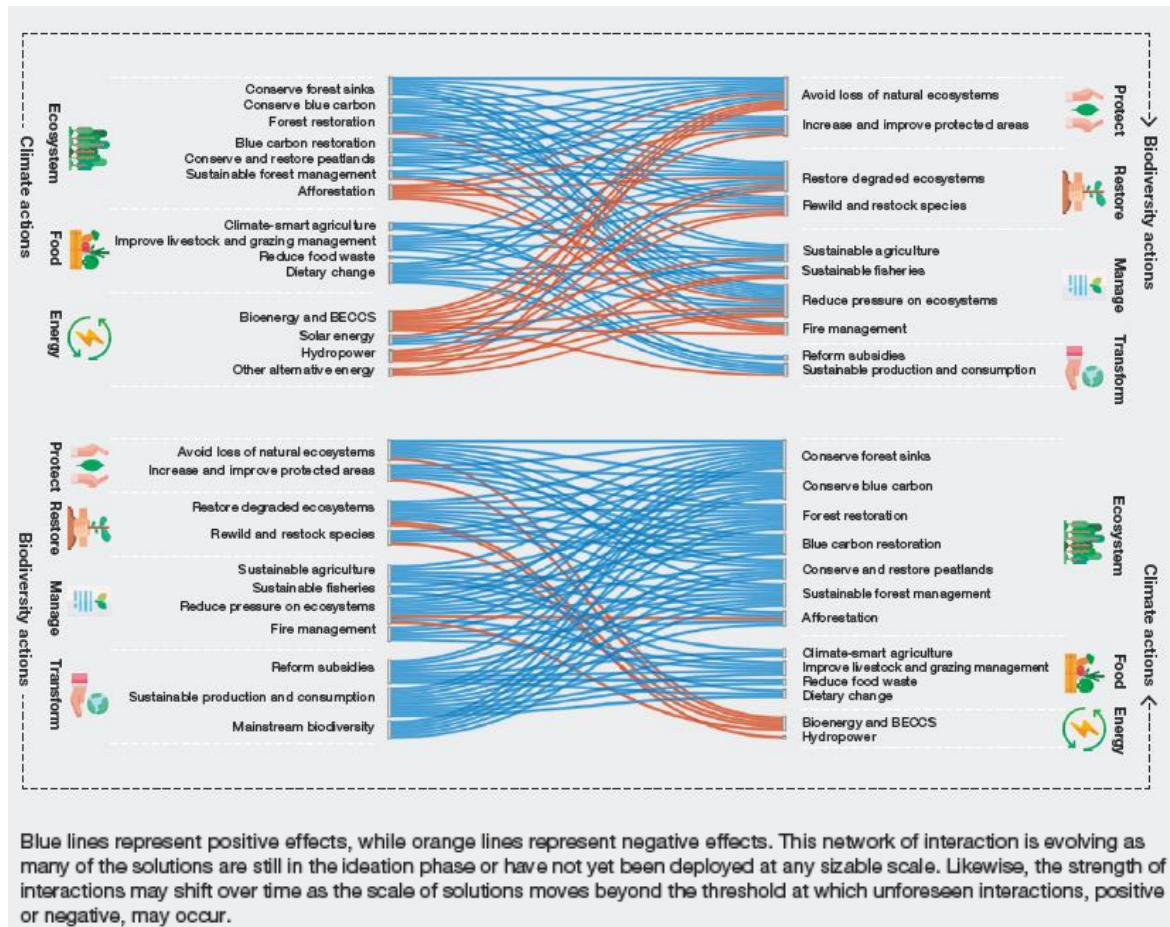 Climate actions
Ecosystem
Conserve forest sinks
Conserve blue carbon
Forest restoration
Blue carbon restoration
Conserve and restore peatlands
Sustainable forest management
Afforestation
Food
Climate-smart agriculture
Improve livestock and grazing management
Reduce food waste
Dietary change
Energy
Bioenergy and BECCS
Solar energy
Hydropower
Other alternative energy
Biodiversity actions
Protect
Avoid loss of natural ecosystems
Increase and improve protected areas
Restore
Restore degraded ecosystems
Rewild and restock species
Manage
Sustainable agriculture
Sustainable fisheries
Reduce pressure on ecosystems
Fire management
Transform
Reform subsidies
Sustainable production and consumption
Biodiversity actions
Protect
Avoid loss of natural ecosystems
Increase and improve protected areas
Restore
Restore degraded ecosystems
Rewild and restock species
Manage
Sustainable agriculture
Sustainable fisheries
Reduce pressure on ecosystems
Fire management
Transform
Reform subsidies
Sustainable production and consumption
Mainstream biodiversity
Climate actions
Ecosystem
Conserve forest sinks
Conserve blue carbon
Forest restoration
Blue carbon restoration
Conserve and restore peatlands
Sustainable forest management
Afforestation
Food
Climate-smart agriculture
Improve livestock and grazing management
Reduce food waste
Dietary change
Energy
Bioenergy and BECCS
Hydropower
Blue lines represent positive effects, while orange lines represent negative effects. This network of interaction is evolving as
many of the solutions are still in the ideation phase or have not yet been deployed at any sizable scale. Likewise, the strength of
interactions may shift over time as the scale of solutions moves beyond the threshold at which unforeseen interactions, positive
or negative, may occur.